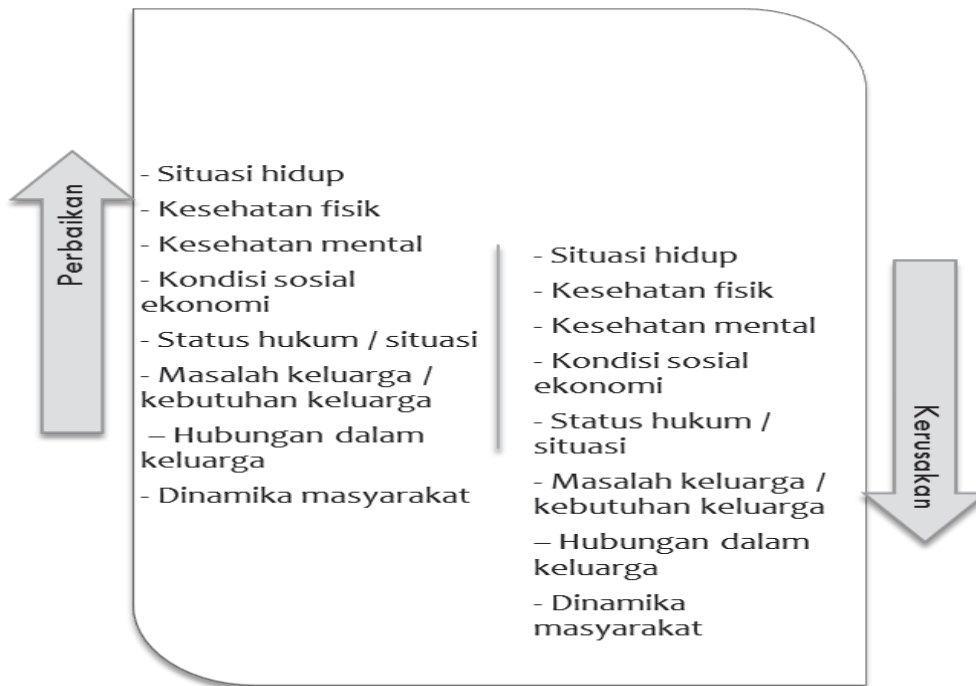 Perbaikan
- Situasi hidup
- Kesehatan fisik
- Kesehatan mental
- Kondisi sosial
ekonomi
- Status hukum / situasi
- Masalah keluarga /
kebutuhan keluarga
– Hubungan dalam
keluarga
- Dinamika masyarakat
- Situasi hidup
- Kesehatan fisik
- Kesehatan mental
- Kondisi sosial
ekonomi
- Status hukum /
situasi
- Masalah keluarga /
kebutuhan keluarga
– Hubungan dalam
keluarga
- Dinamika
masyarakat
Kerusakan